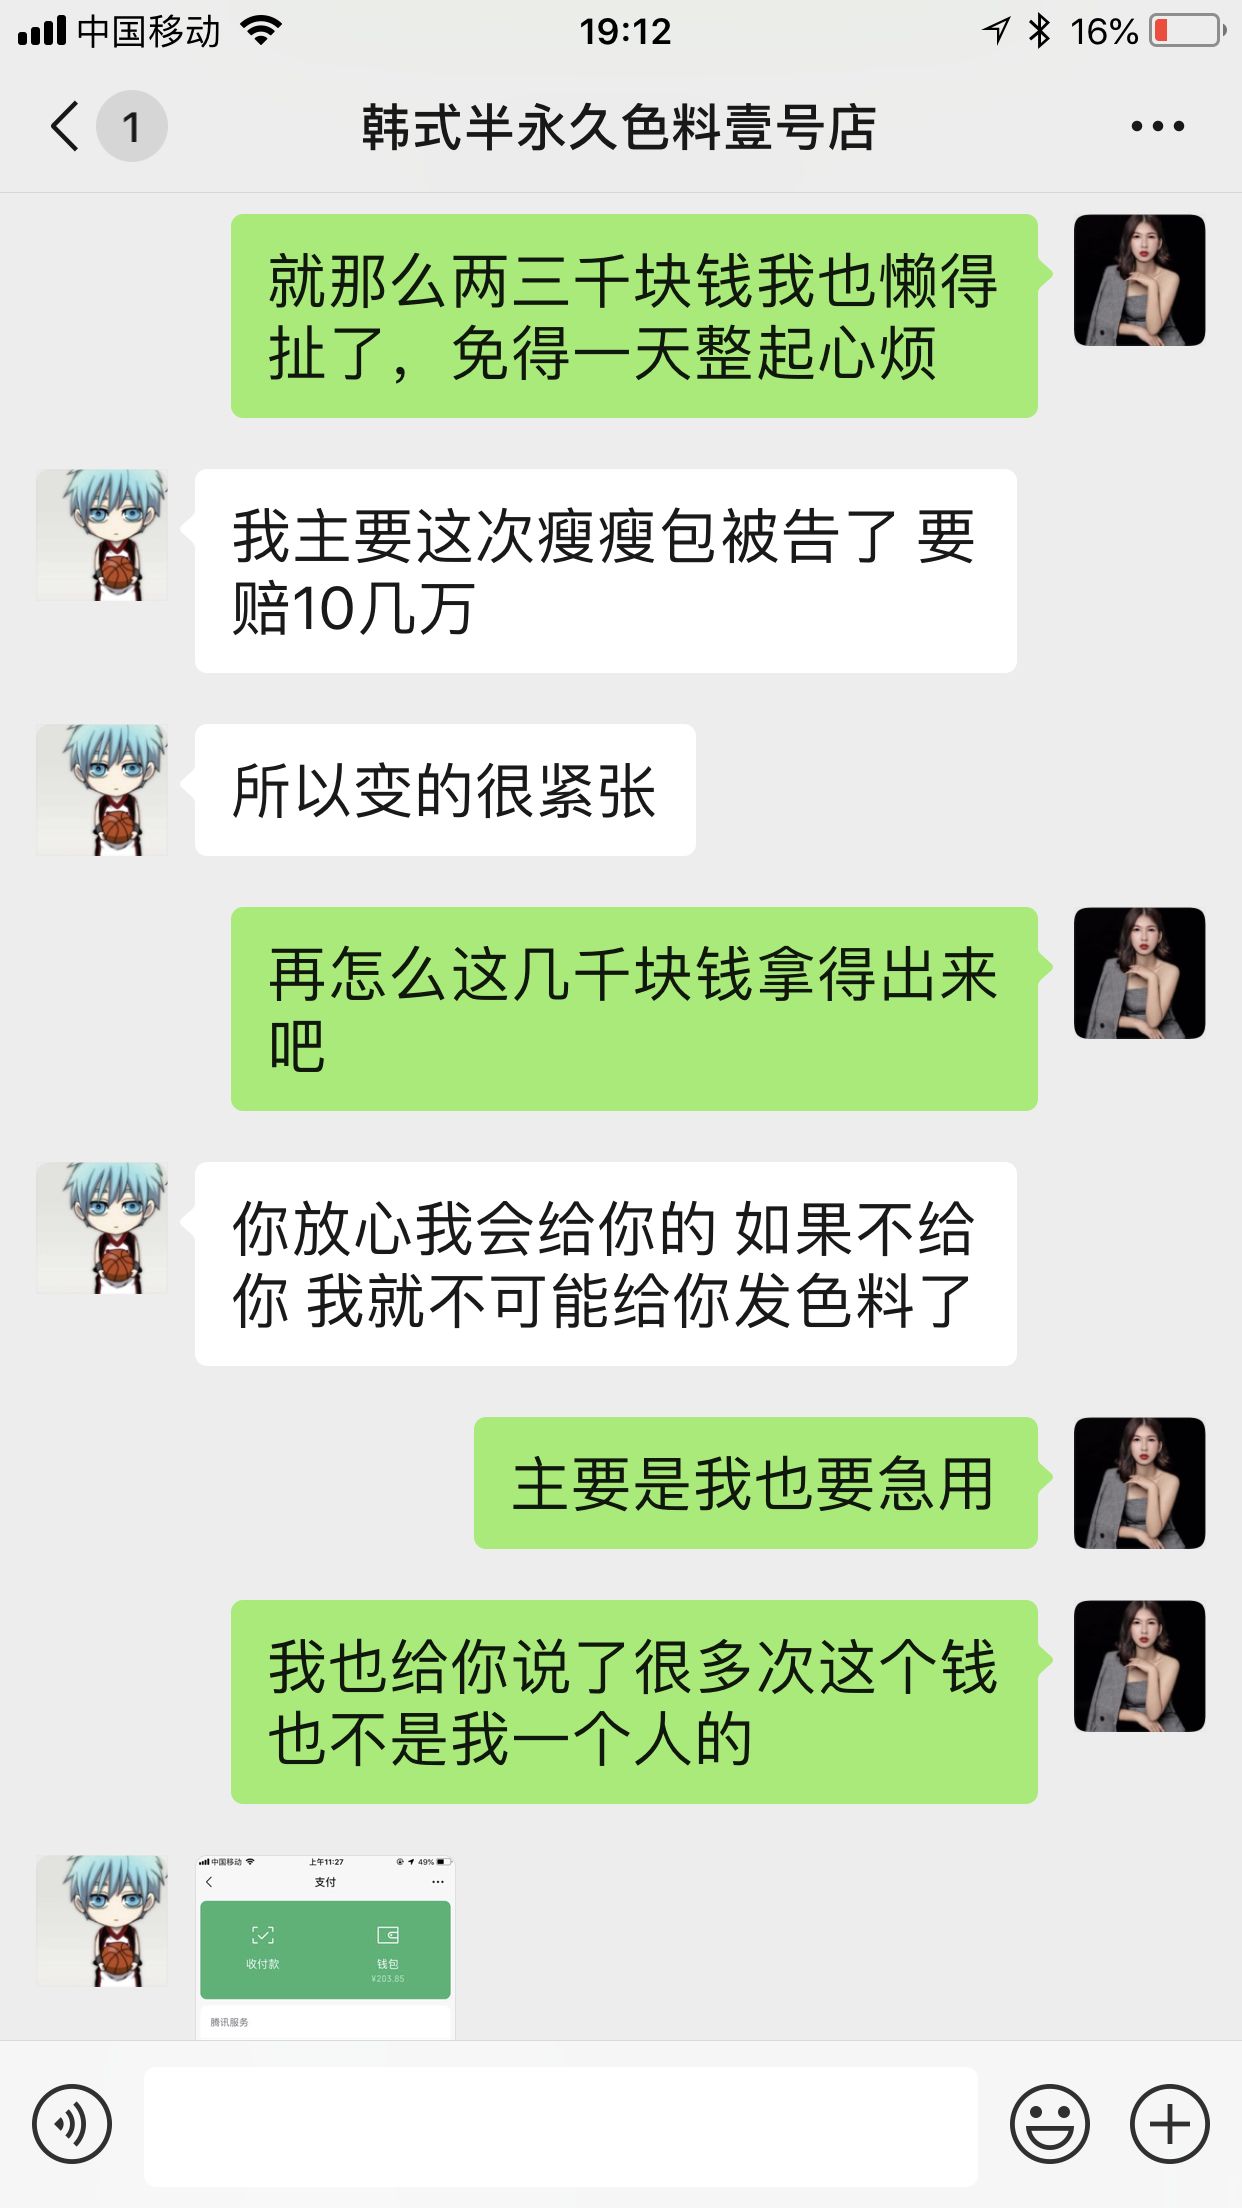 中国移动
19:12
16%
1
韩式半永久色料壹号店
就那么两三千块钱我也懒得
扯了，免得一天整起心烦
我主要这次瘦瘦包被告了 要
赔10几万
所以变的很紧张
再怎么这几千块钱拿得出来
吧
你放心我会给你的 如果不给
你 我就不可能给你发色料了
主要是我也要急用
我也给你说了很多次这个钱
也不是我一个人的
中国移动
上午11:27
49%
支付
收付款
钱包
¥203.85
腾讯服务